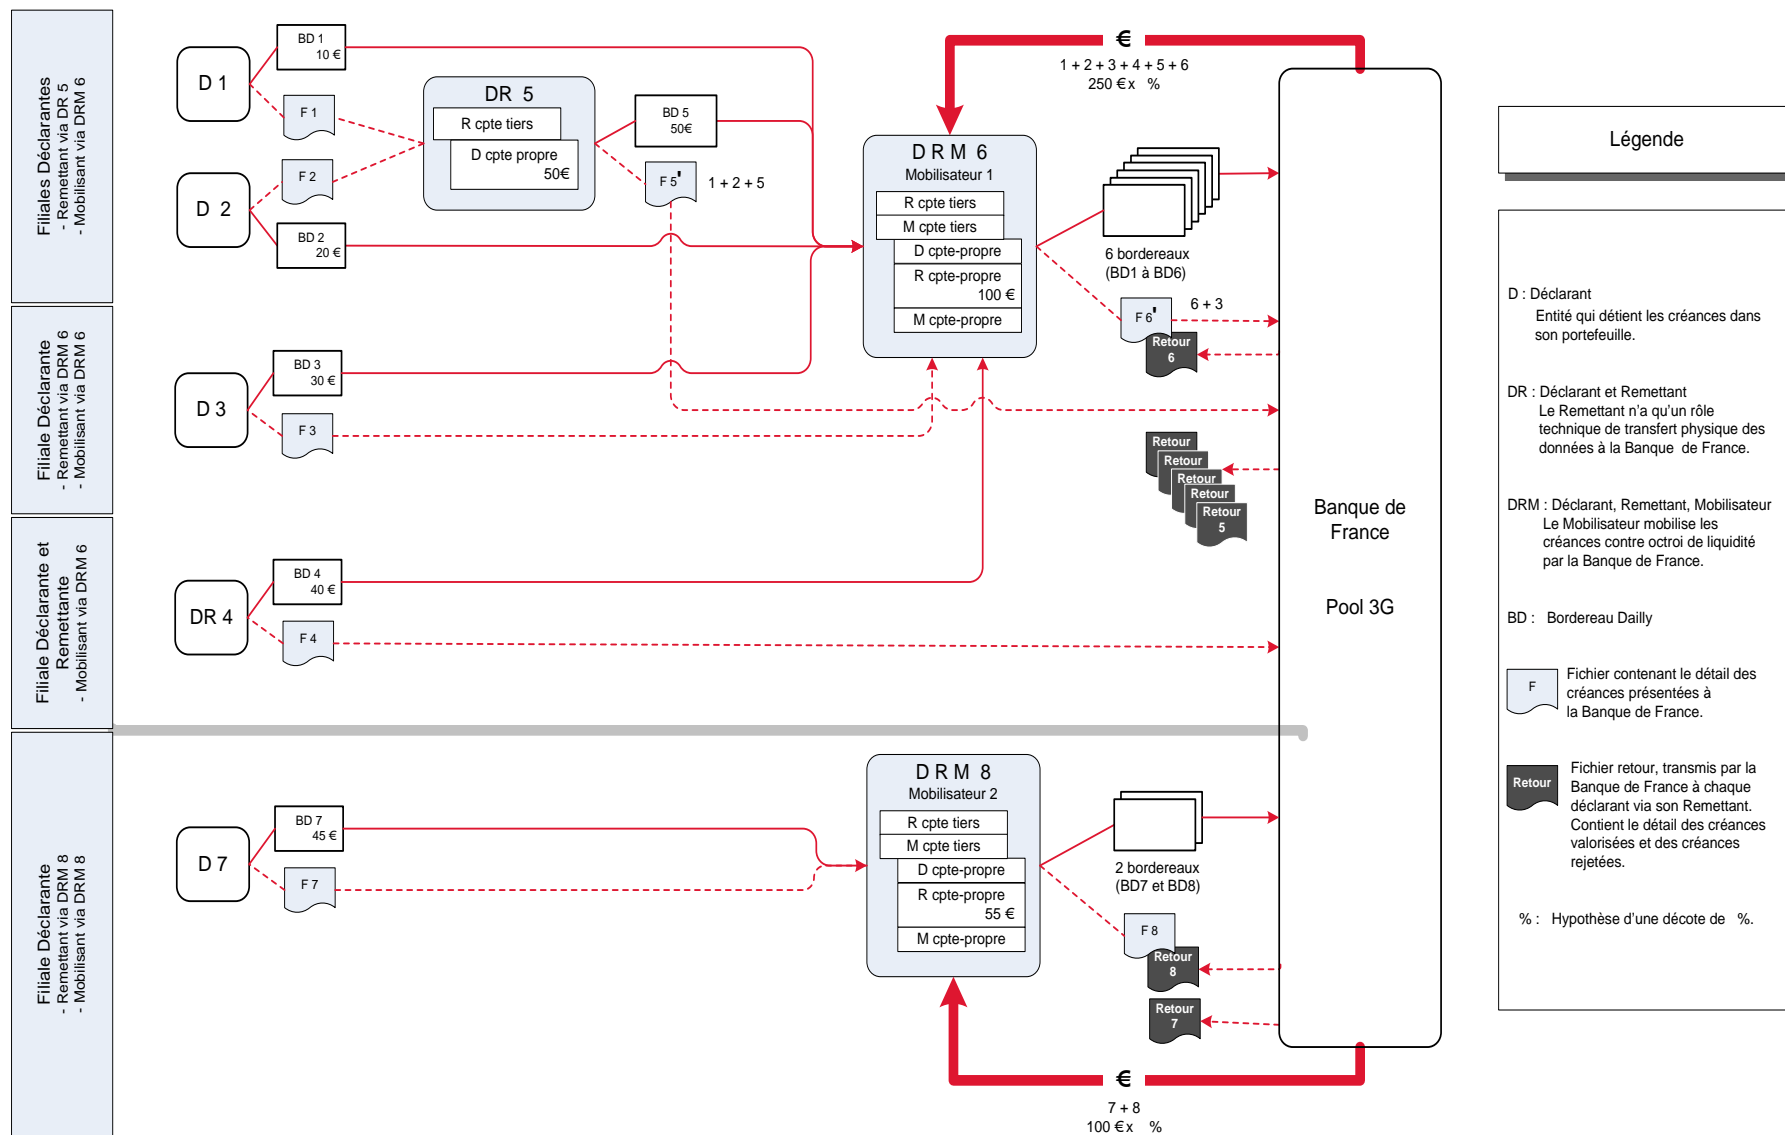 Filiales Déclarantes
- Remettant via DR 5
- Mobilisant via DRM 6
Filiale Déclarante
- Remettant via DRM 6
- Mobilisant via DRM 6
Filiale Déclarante et
Remettante
- Mobilisant via DRM 6
Filiale Déclarante
- Remettant via DRM 8
- Mobilisant via DRM 8
D 1
BD 1
10 €
F 1
D 2
F 2
BD 2
20 €
DR 5
R cpte tiers
D cpte propre
50€
BD 5
50€
F 5'
1 + 2 + 5
D 3
BD 3
30 €
F 3
DR 4
BD 4
40 €
F 4
€
1 + 2 + 3 + 4 + 5 + 6
250 € x %
D R M 6
Mobilisateur 1
R cpte tiers
M cpte tiers
D cpte-propre
R cpte-propre
100 €
M cpte-propre
6 bordereaux
(BD1 à BD6)
F 6'
6 + 3
Retour
6
Retour
Retour
Retour
Retour
Retour
5
Banque de
France
Pool 3G
D 7
BD 7
45 €
F 7
D R M 8
Mobilisateur 2
R cpte tiers
M cpte tiers
D cpte-propre
R cpte-propre
55 €
M cpte-propre
2 bordereaux
(BD7 et BD8)
F 8
Retour
8
Retour
7
€
7 + 8
100 € x %
Légende
D : Déclarant
Entité qui détient les créances dans
son portefeuille.
DR : Déclarant et Remettant
Le Remettant n'a qu'un rôle
technique de transfert physique des
données à la Banque de France.
DRM : Déclarant, Remettant, Mobilisateur
Le Mobilisateur mobilise les
créances contre octroi de liquidité
par la Banque de France.
BD : Bordereau Dailly
F
Fichier contenant le détail des
créances présentées à
la Banque de France.
Retour
Fichier retour, transmis par la
Banque de France à chaque
déclarant via son Remettant.
Contient le détail des créances
valorisées et des créances
rejetées.
% : Hypothèse d'une décote de %.